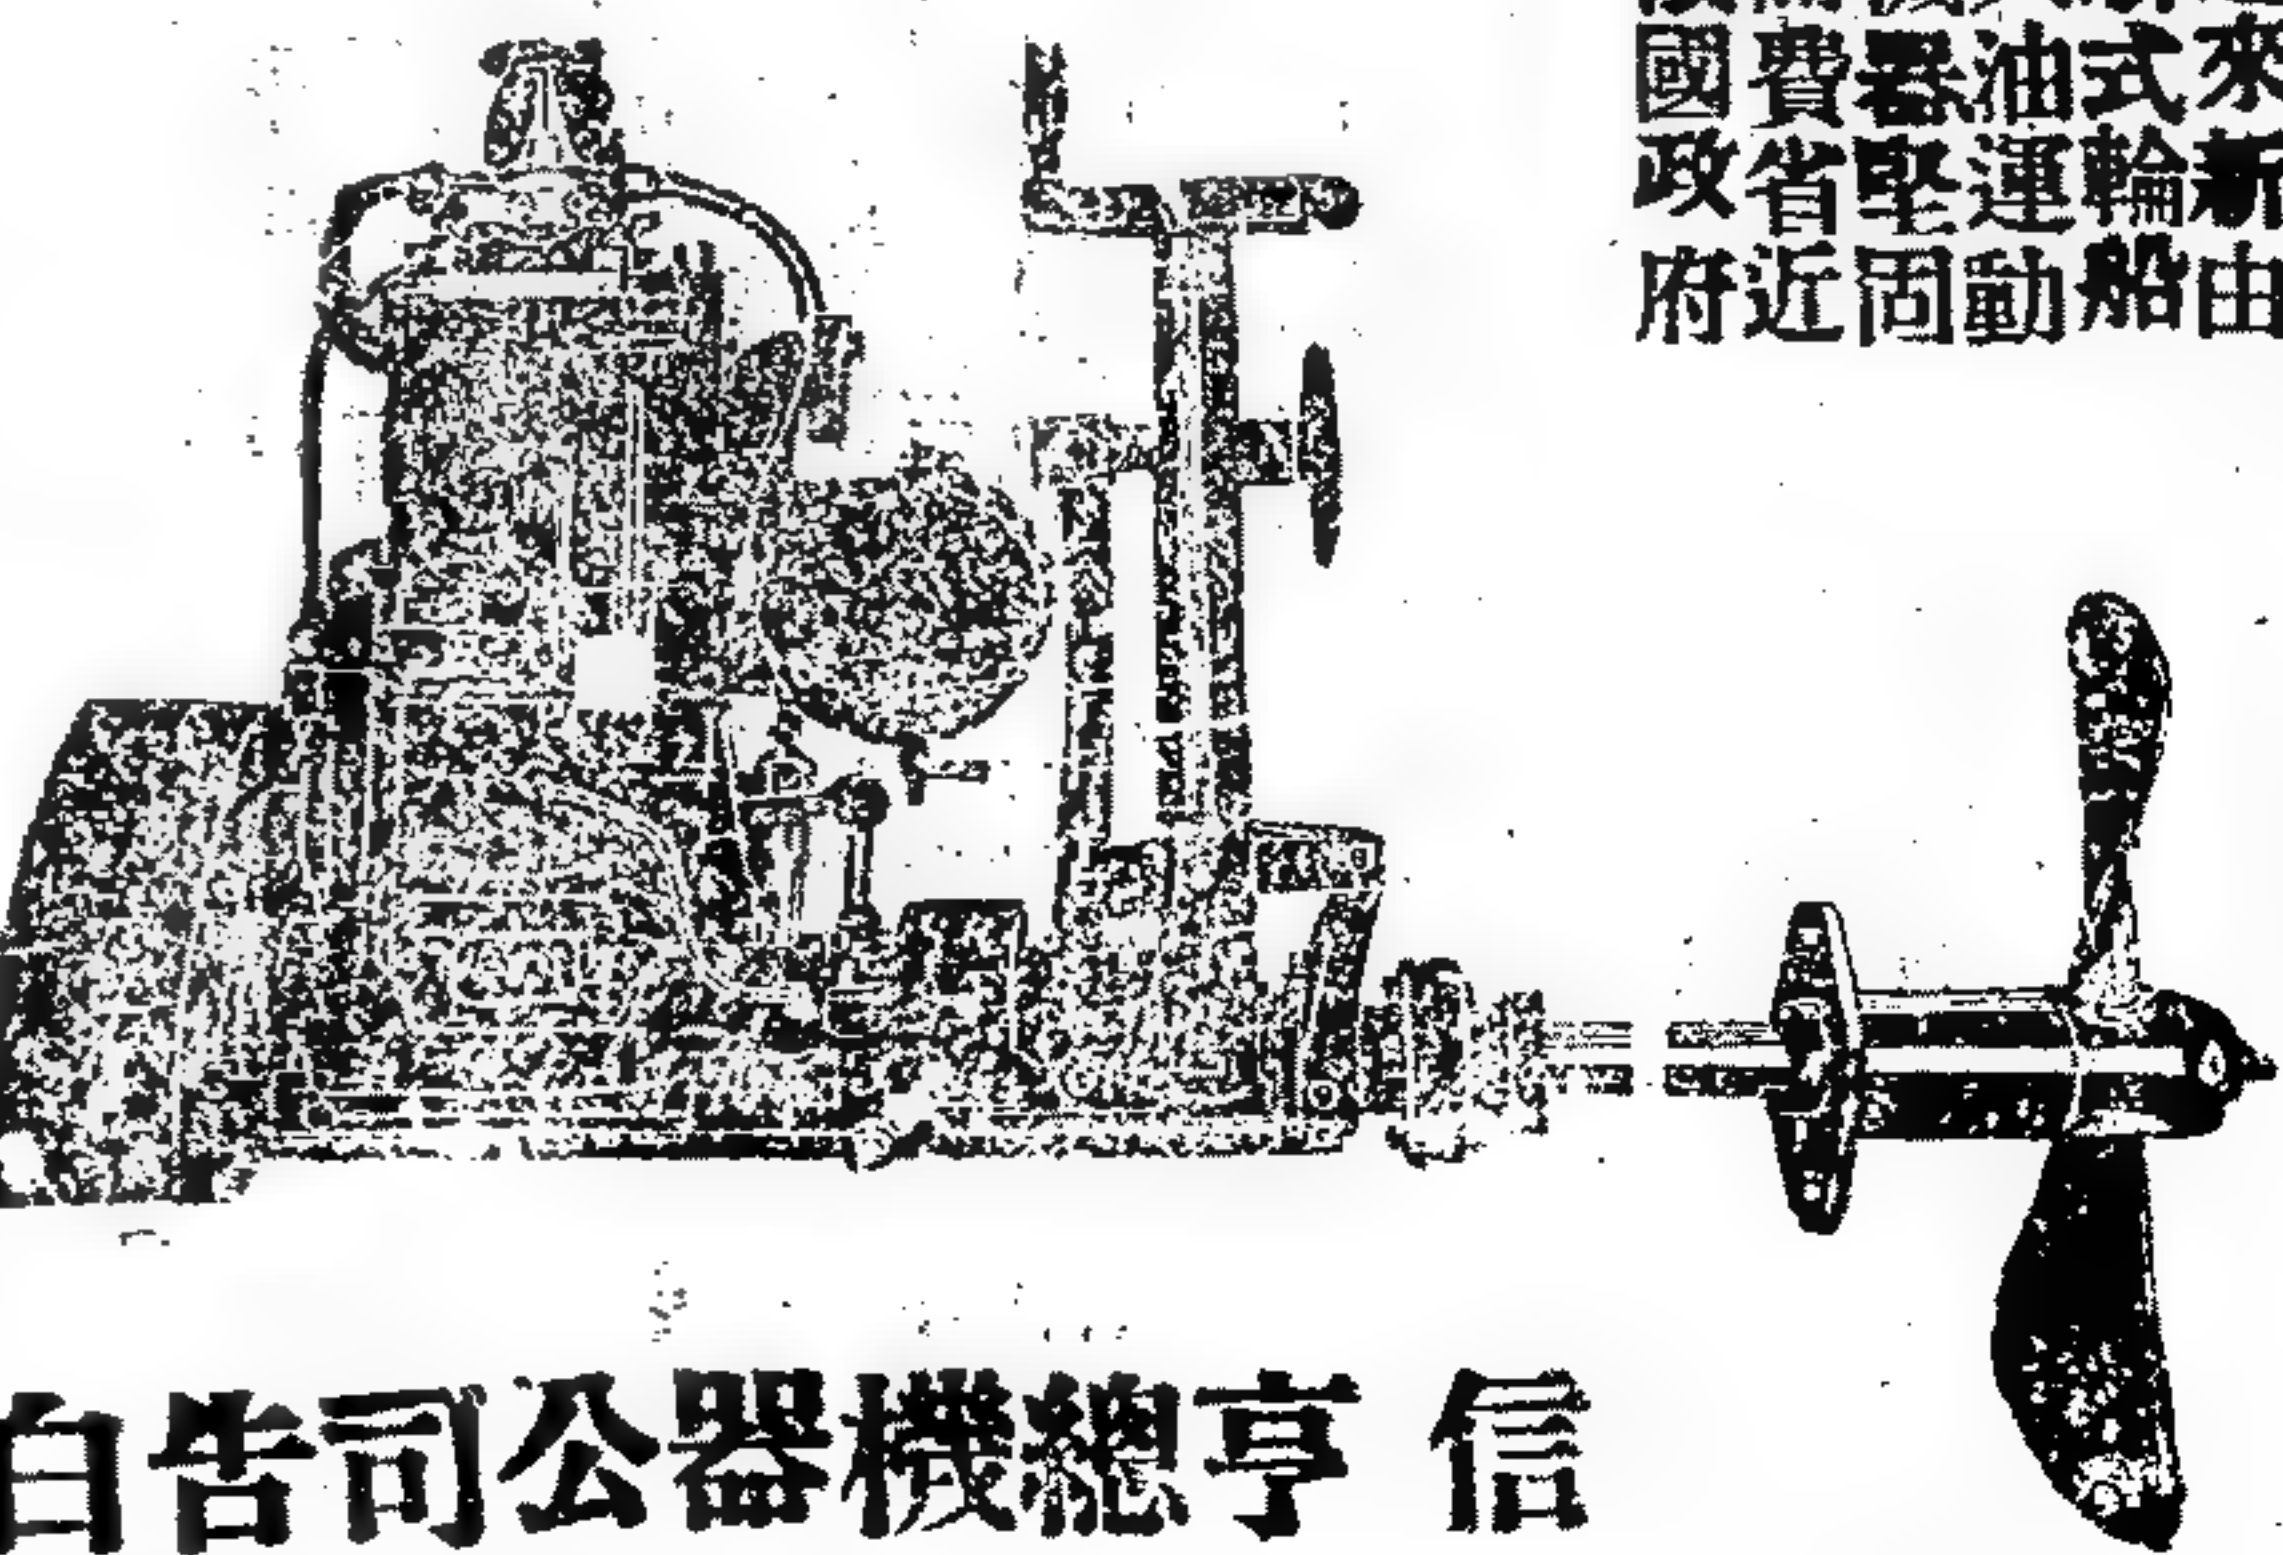 來新由
式輪船
油運動
器堅固
費省近
國政府
信亨總機器公司告白